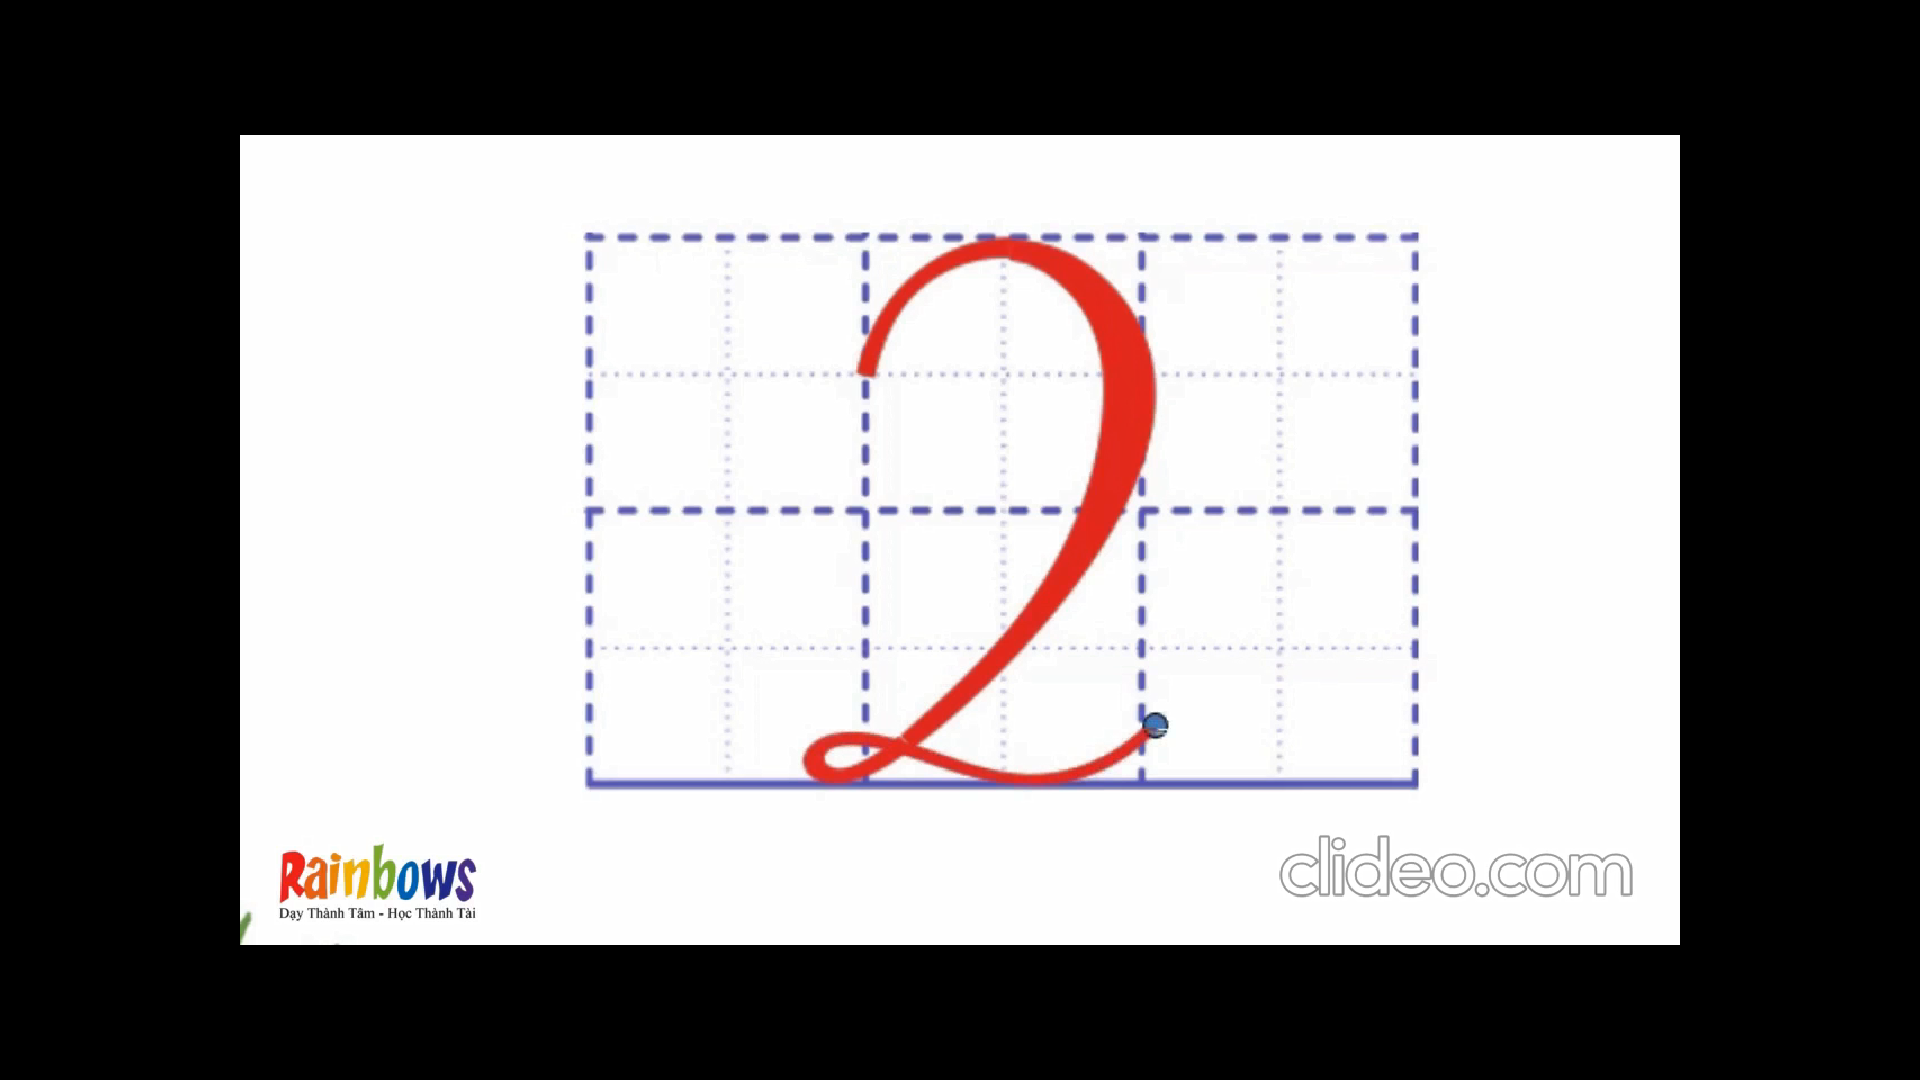 2
Rainbows
Dạy Thành Tâm - Học Thành Tài
clideo.com